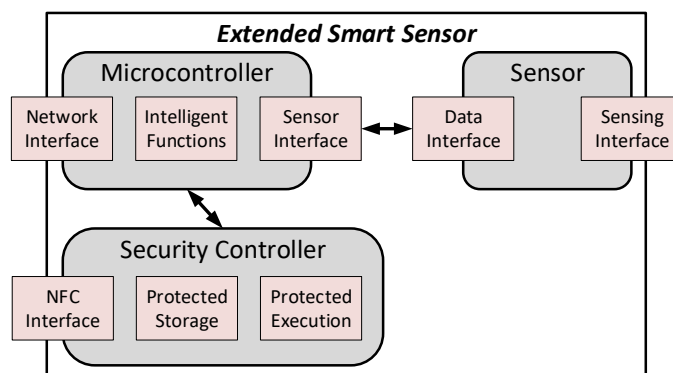 Extended Smart Sensor
Microcontroller
Network
Interface
Intelligent
Functions
Sensor
Interface
Sensor
Data
Interface
Sensing
Interface
Security Controller
NFC
Interface
Protected
Storage
Protected
Execution